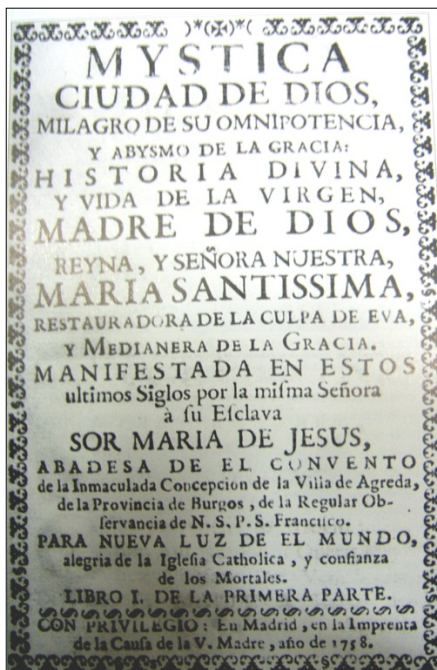 MYSTICA
CIUDAD DE DIOS,
MILAGRO DE SU OMNIPOTENCIA,
Y ABYSMO DE LA GRACIA:
HISTORIA DIVINA,
Y VIDA DE LA VIRGEN,
MADRE DE DIOS,
REYNA, Y SEÑORA NUESTRA,
MARIA SANTISSIMA,
RESTAURADORA DE LA CULPA DE EVA,
Y MEDIANERA DE LA GRACIA.
MANIFESTADA EN ESTOS
ultimos Siglos por la miſma Señora
à ſu Eſclava
SOR MARIA DE JESUS,
ABADESA DE EL CONVENTO
de la Inmaculada Concepcion de la Villa de Agreda,
de la Provincia de Burgos, de la Regular Ob-
ſervancia de N. S. P. S. Franciſco.
PARA NUEVA LUZ DE EL MUNDO,
alegria de la Igleſia Catholica, y confianza
de los Mortales.
LIBRO I. DE LA PRIMERA PARTE.
CON PRIVILEGIO: En Madrid, en la Imprenta
de la Cauſa de la V. Madre, año de 1758.